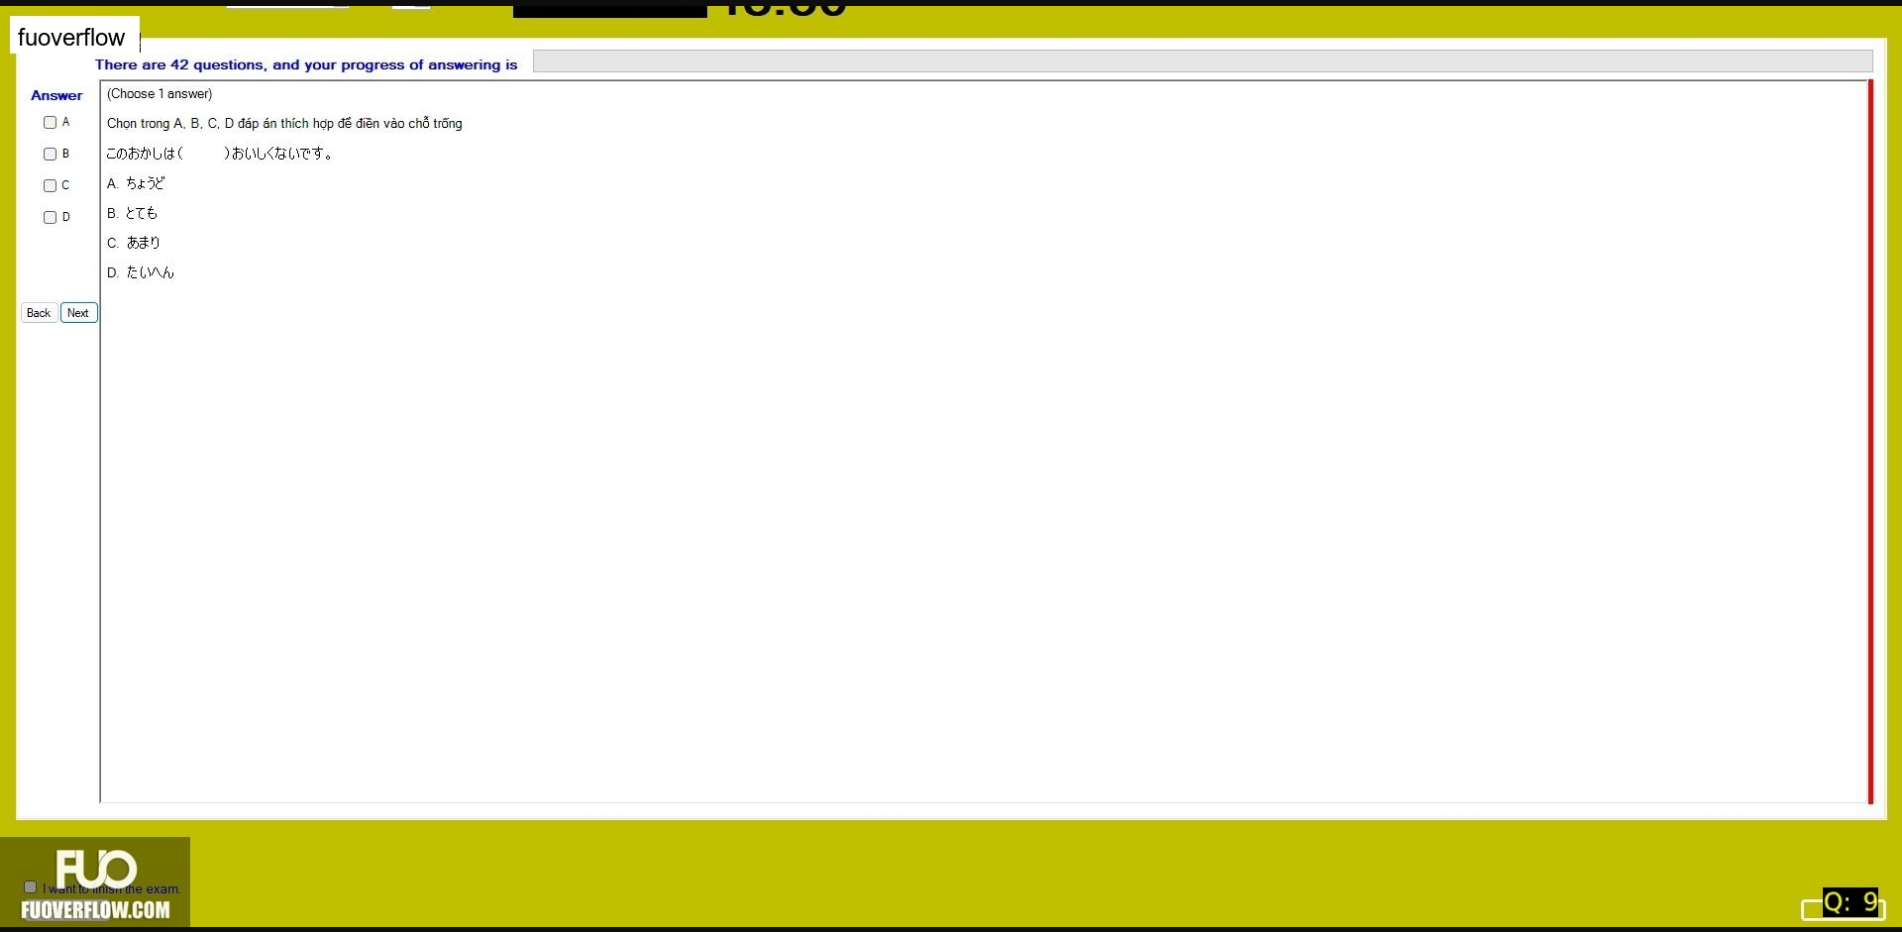 fuoverflow
There are 42 questions, and your progress of answering is
Answer
(Choose 1 answer)
A
Chọn trong A, B, C, D đáp án thích hợp để điền vào chỗ trống
B
このおかしは(　　　)おいしくないです。
C
A. ちょうど
D
B. とても
C. あまり
D. たいへん
Back Next
FUO
I want to finish the exam.
FUOVERFLOW.COM
Q: 9